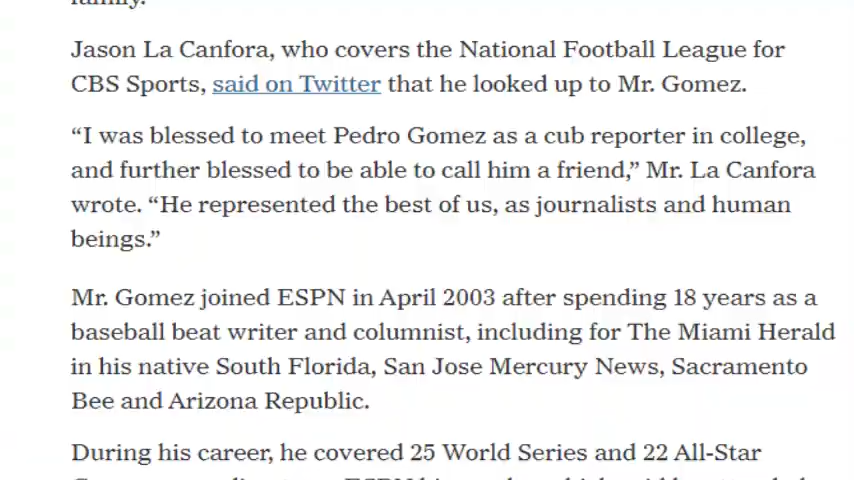 family.
Jason La Canfora, who covers the National Football League for
CBS Sports, said on Twitter that he looked up to Mr. Gomez.
“I was blessed to meet Pedro Gomez as a cub reporter in college,
and further blessed to be able to call him a friend,” Mr. La Canfora
wrote. “He represented the best of us, as journalists and human
beings.”
Mr. Gomez joined ESPN in April 2003 after spending 18 years as a
baseball beat writer and columnist, including for The Miami Herald
in his native South Florida, San Jose Mercury News, Sacramento
Bee and Arizona Republic.
During his career, he covered 25 World Series and 22 All-Star